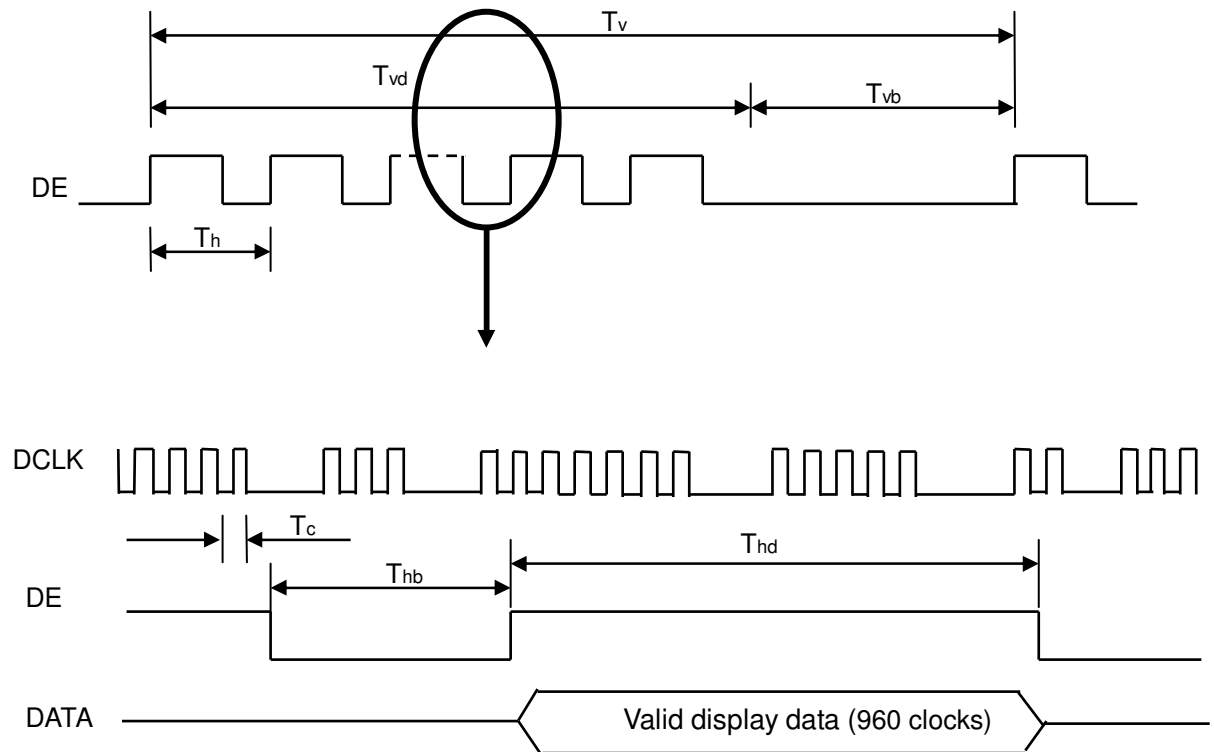 Tv
Tvd
Tvb
DE
Th
DCLK
Tc
Thd
Thb
DE
DATA
Valid display data (960 clocks)